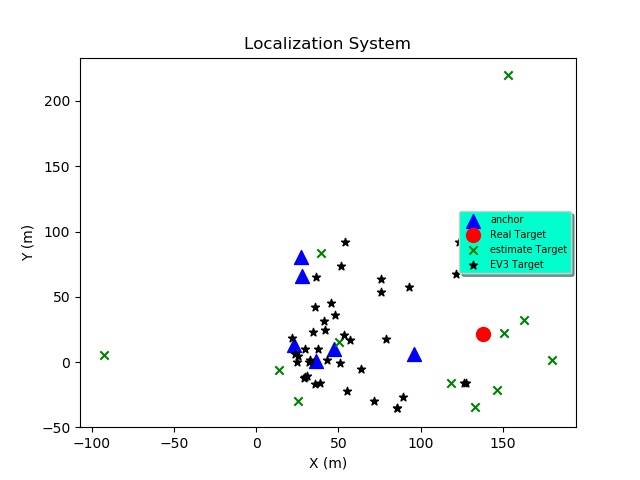 Localization System
Y (m)
200
150
100
50
0
−50
anchor
Real Target
estimate Target
EV3 Target
−100
−50
0
50
100
150
X (m)